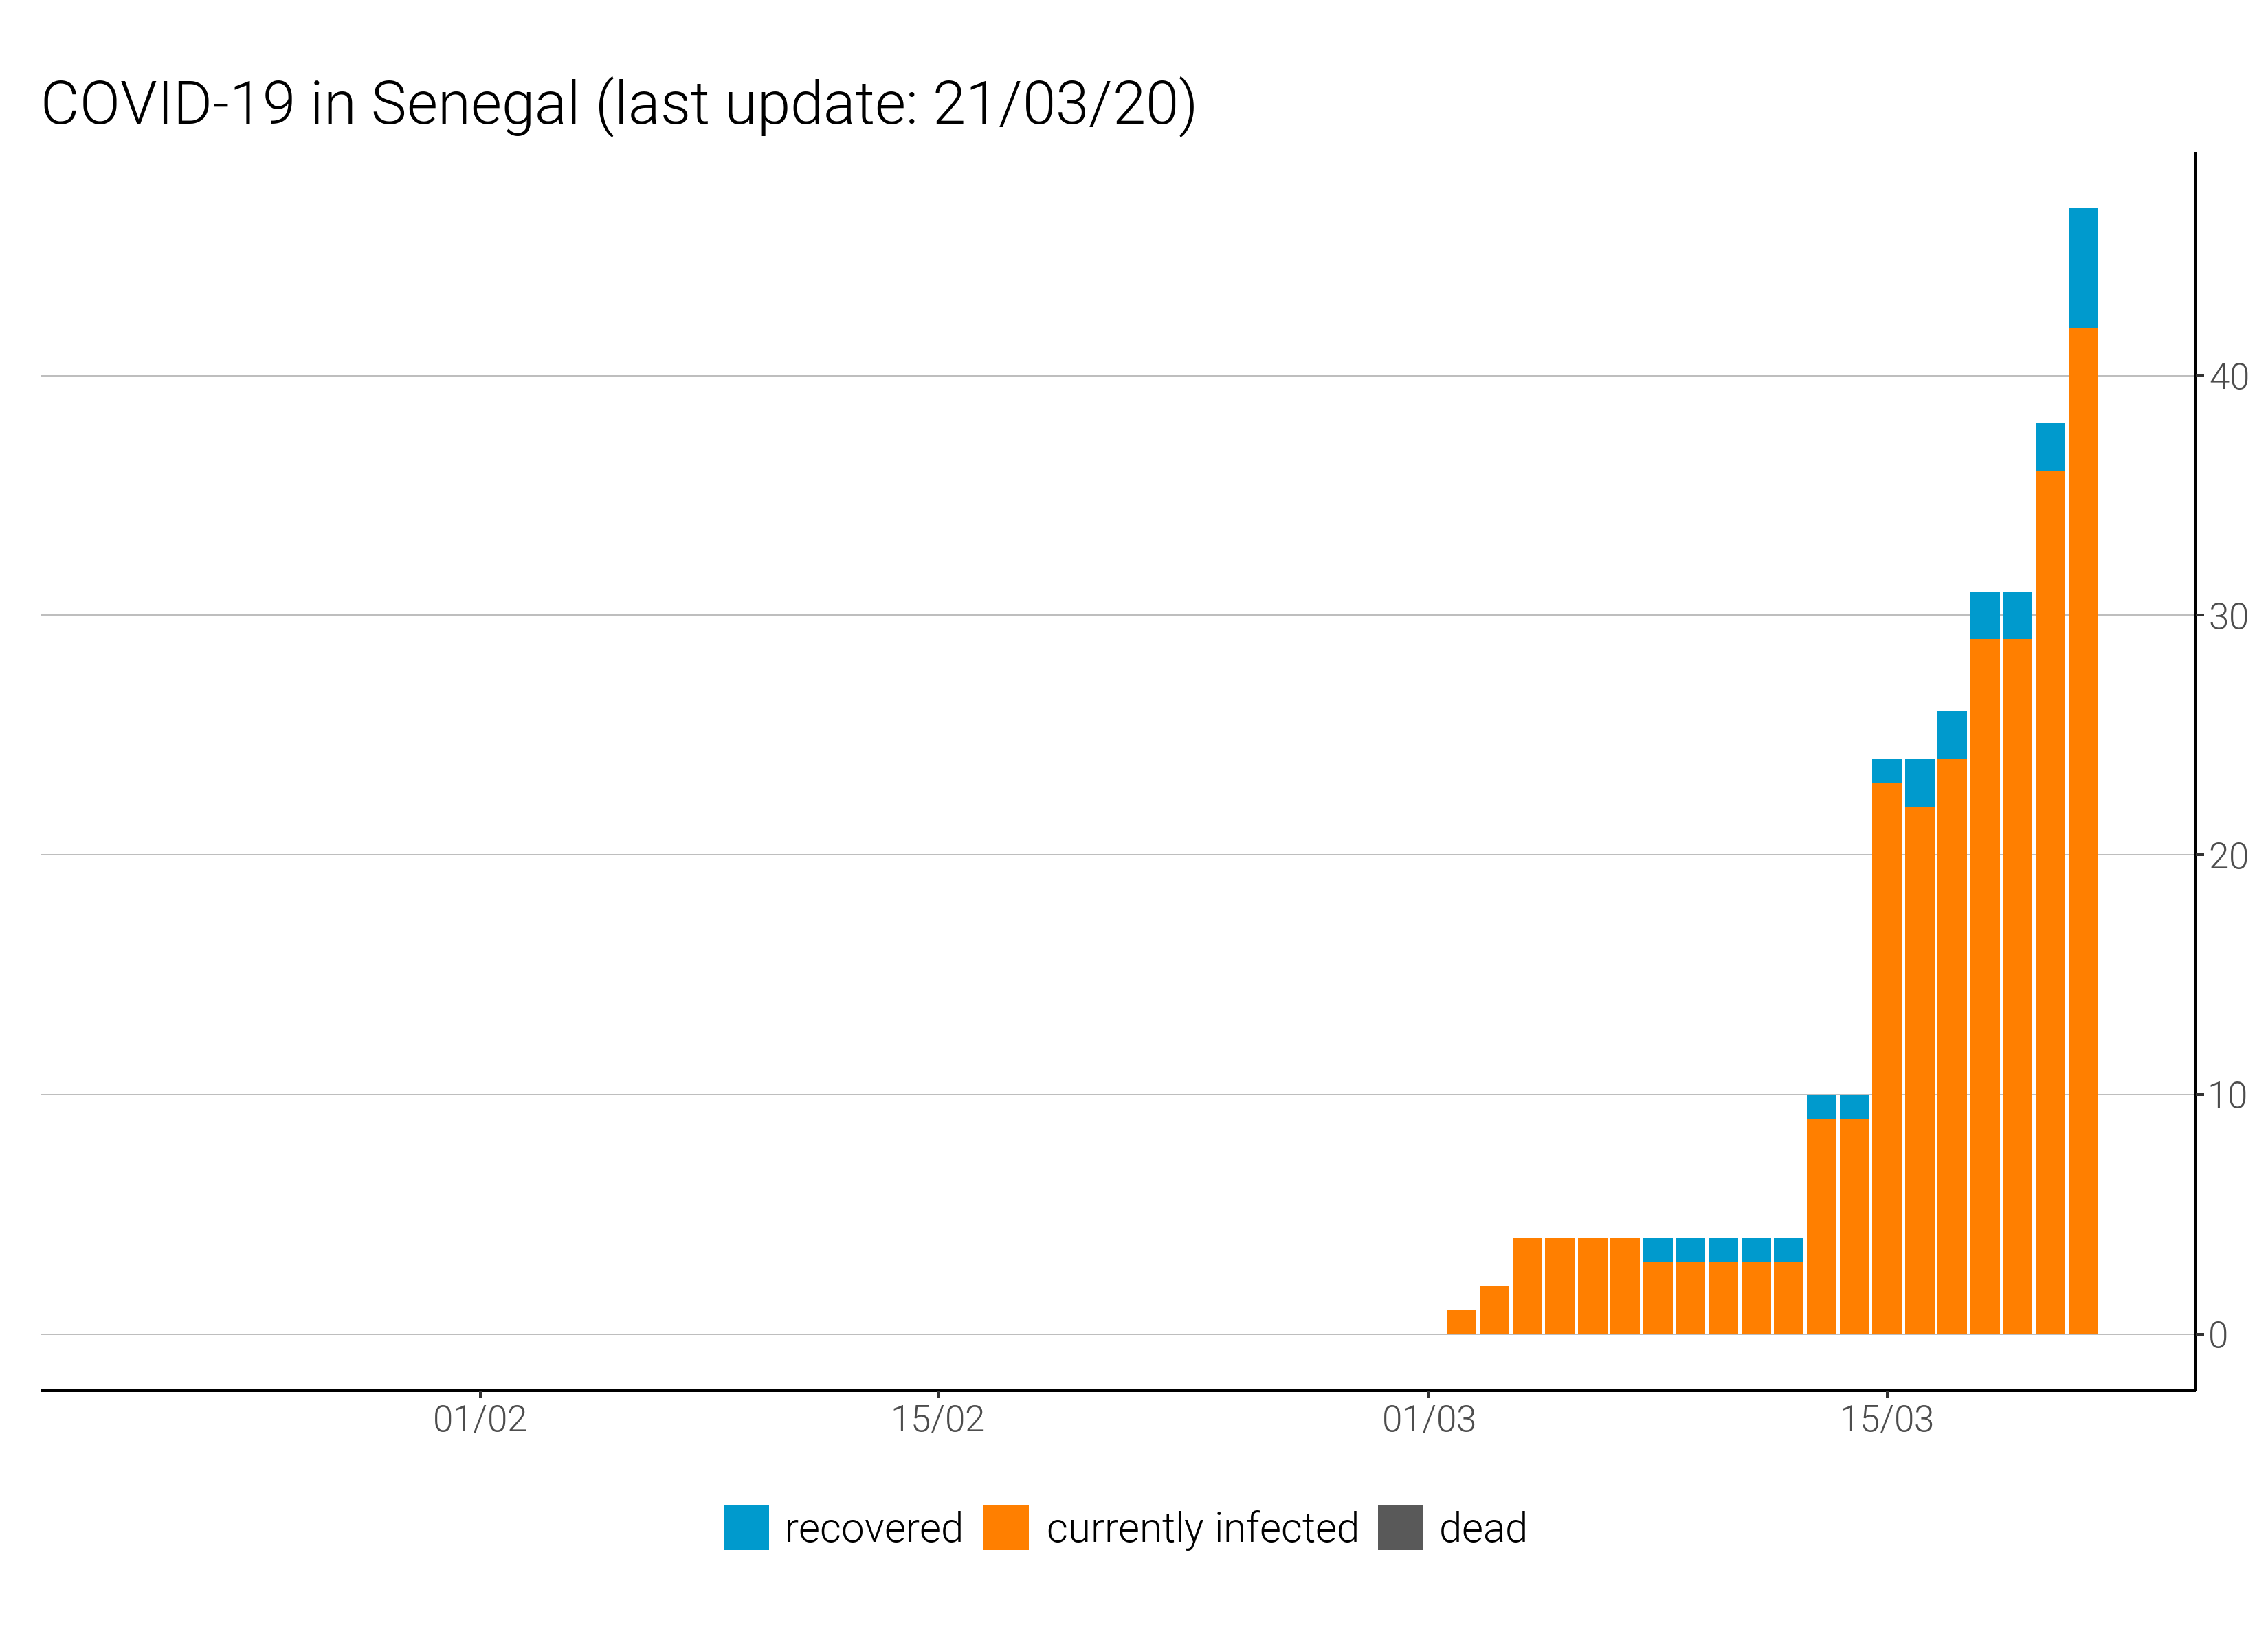 COVID-19 in Senegal (last update: 21/03/20)
40
30
20
10
0
01/02 15/02 01/03 15/03
recovered currently infected dead